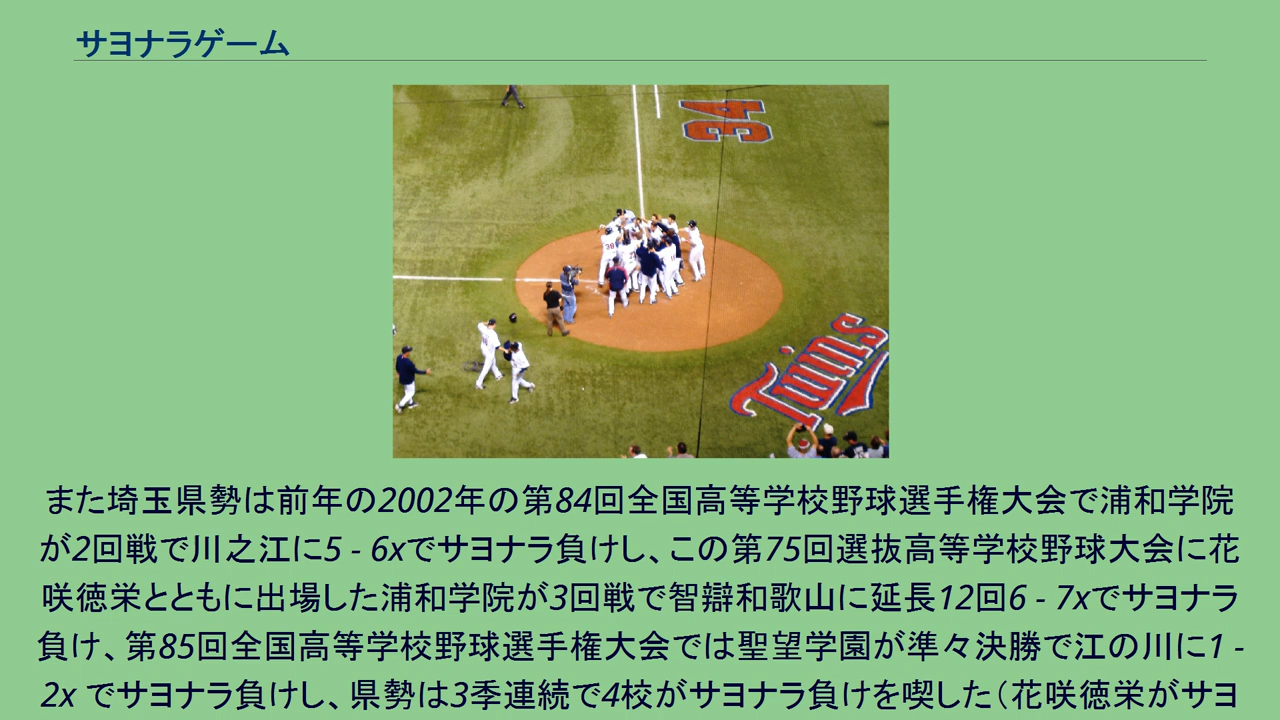 サヨナラゲーム
34
Twins
また埼玉県勢は前年の2002年の第84回全国高等学校野球選手権大会で浦和学院
が2回戦で川之江に5 - 6xでサヨナラ負けし、この第75回選抜高等学校野球大会に花
咲徳栄とともに出場した浦和学院が3回戦で智辯和歌山に延長12回6 - 7xでサヨナラ
負け、第85回全国高等学校野球選手権大会では聖望学園が準々決勝で江の川に1 -
2x でサヨナラ負けし、県勢は3季連続で4校がサヨナラ負けを喫した（花咲徳栄がサヨ